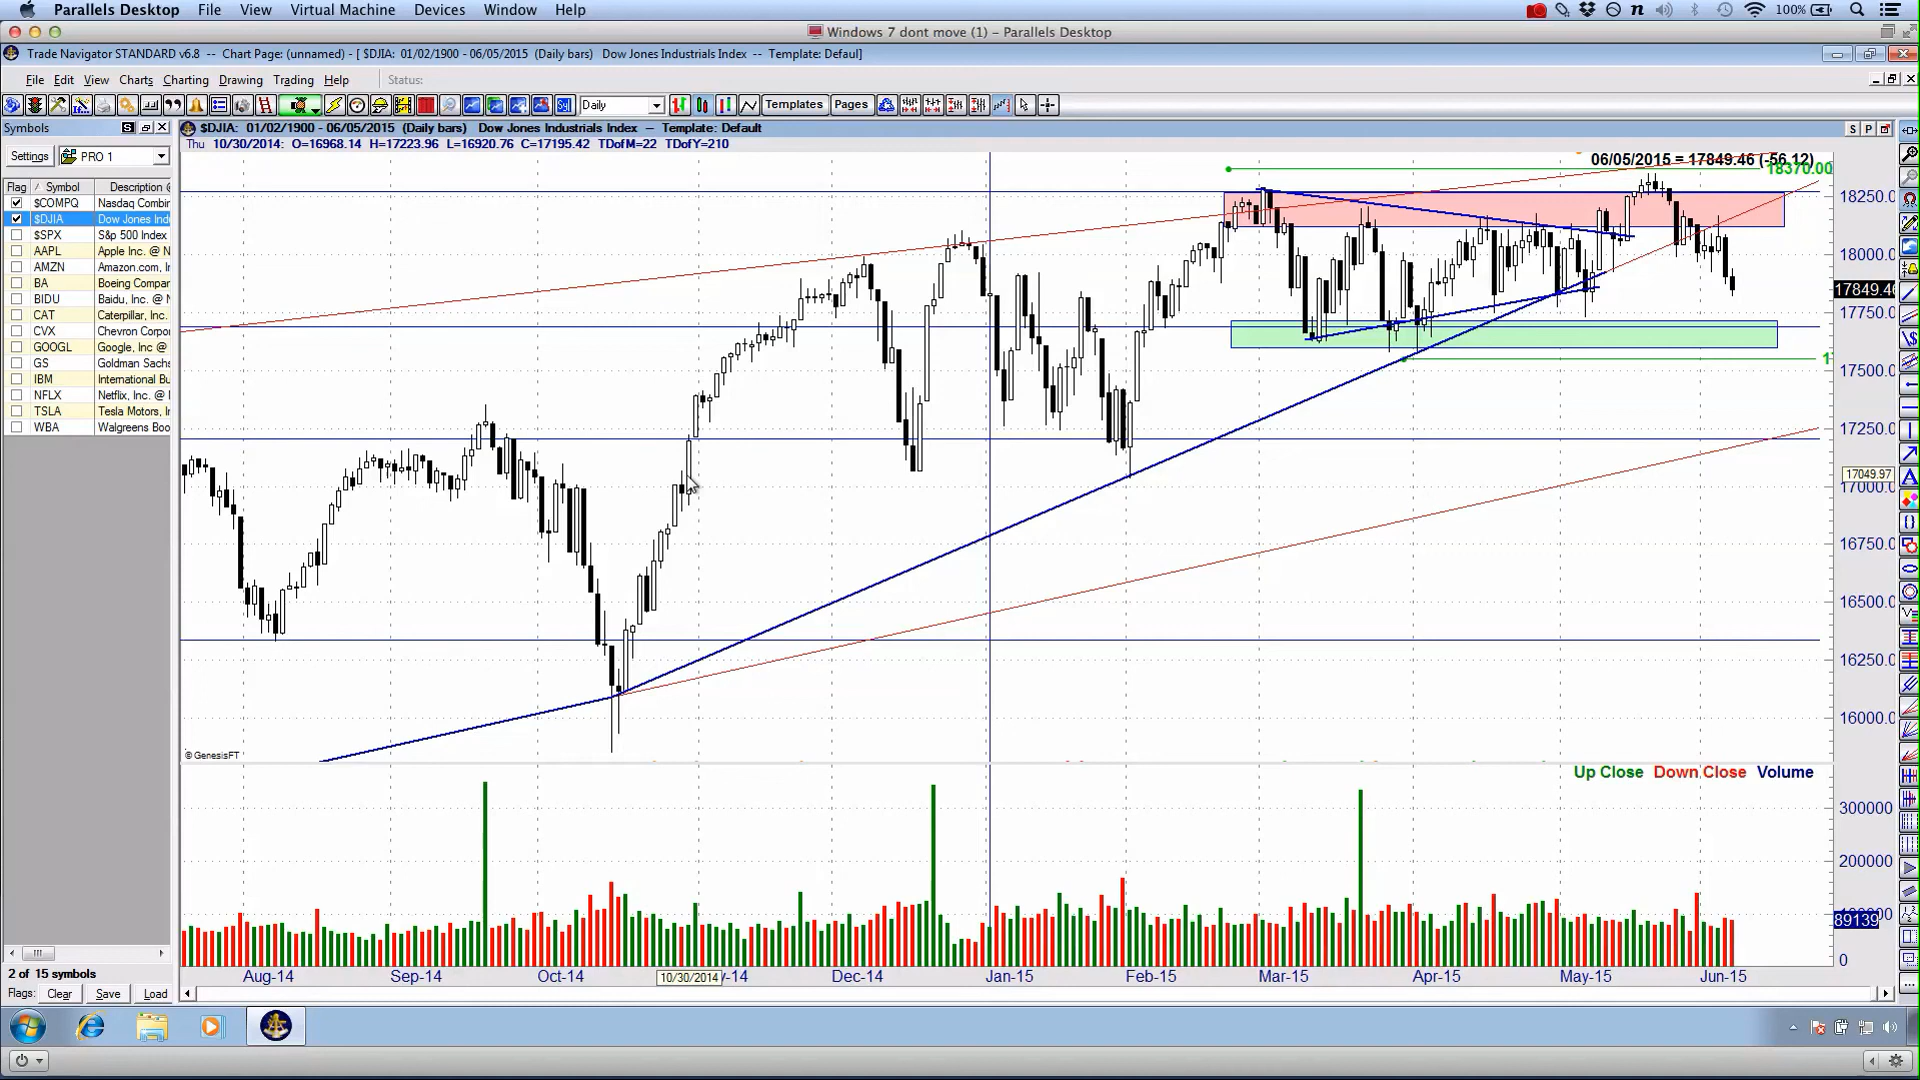 Parallels Desktop File View Virtual Machine Devices Window Help 100%
Windows 7 dont move (1) – Parallels Desktop
Trade Navigator STANDARD v6.8 -- Chart Page: (unnamed) - [ $DJIA: 01/02/1900 - 06/05/2015 (Daily bars) Dow Jones Industrials Index -- Template: Defaul]
File Edit View Charts Charting Drawing Trading Help Status:
Daily Templates Pages
Symbols S
$DJIA: 01/02/1900 - 06/05/2015 (Daily bars) Dow Jones Industrials Index – Template: Default S P
Thu 10/30/2014: O=16968.14 H=17223.96 L=16920.76 C=17195.42 TDofM=22 TDofY=210
Settings PRO 1
06/05/2015 = 17849.46 (-56.12)
18370.00
Flag Symbol Description
$COMPQ Nasdaq Combin
$DJIA Dow Jones Ind
$SPX S&p 500 Index
AAPL Apple Inc. @ N
AMZN Amazon.com, I
BA Boeing Compan
BIDU Baidu, Inc. @ N
CAT Caterpillar, Inc.
CVX Chevron Corpor
GOOGL Google, Inc @
GS Goldman Sachs
IBM International Bu
NFLX Netflix, Inc. @
TSLA Tesla Motors, I
WBA Walgreens Boo
18250.0
18000.0
17849.46
17750.0
17500.0
17250.0
17049.97
17000.0
16750.0
16500.0
16250.0
16000.0
© GenesisFT
Up Close Down Close Volume
300000
200000
89139
0
Aug-14 Sep-14 Oct-14 10/30/2014 v-14 Dec-14 Jan-15 Feb-15 Mar-15 Apr-15 May-15 Jun-15
2 of 15 symbols
Flags: Clear Save Load